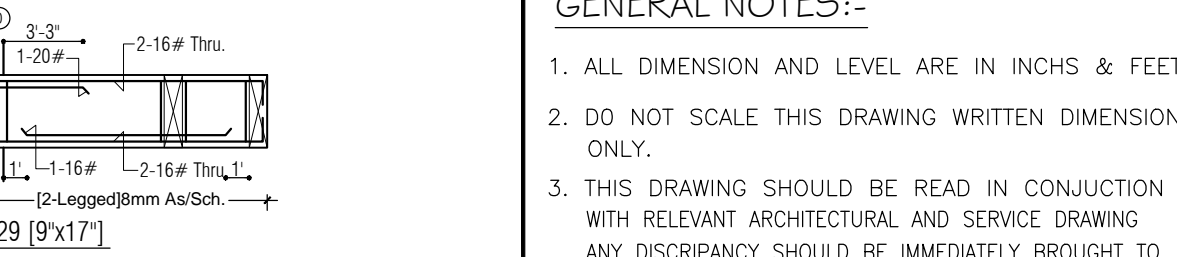 3'-3"
1-20#
2-16# Thru.
1'
1-16#
2-16# Thru.
1'
[2-Legged]8mm As/Sch.
29 [9"x17"]
GENERAL NOTES:-
1. ALL DIMENSION AND LEVEL ARE IN INCHS & FEET
2. DO NOT SCALE THIS DRAWING WRITTEN DIMENSION
ONLY.
3. THIS DRAWING SHOULD BE READ IN CONJUCTION
WITH RELEVANT ARCHITECTURAL AND SERVICE DRAWING
ANY DISCRIPANCY SHOULD BE IMMEDIATELY BROUGHT TO